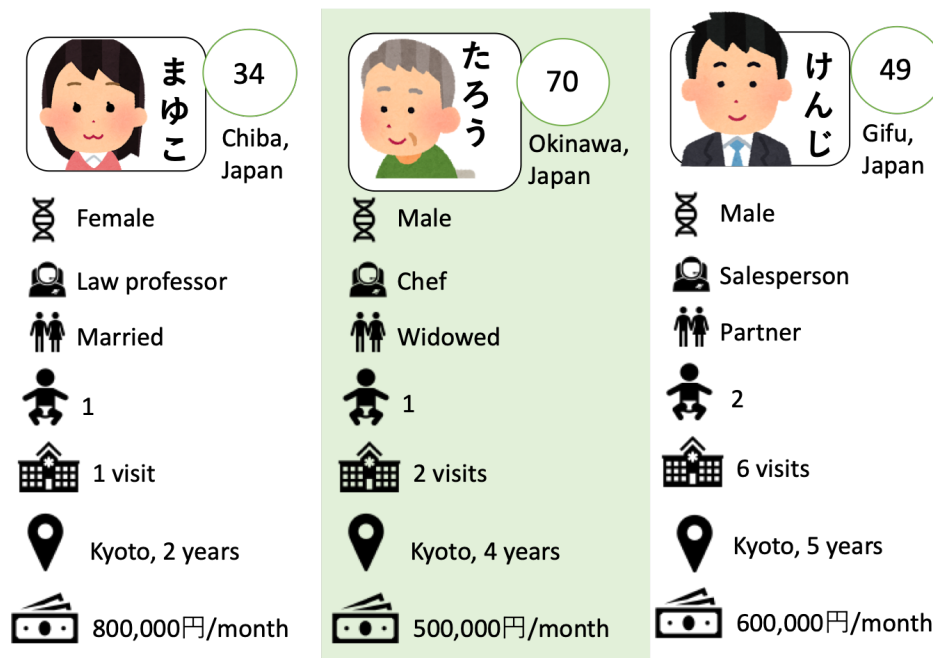 まゆこ
34
Chiba,
Japan
Female
Law professor
Married
1
1 visit
Kyoto, 2 years
800,000円/month
たろう
70
Okinawa,
Japan
Male
Chef
Widowed
1
2 visits
Kyoto, 4 years
500,000円/month
けんじ
49
Gifu,
Japan
Male
Salesperson
Partner
2
6 visits
Kyoto, 5 years
600,000円/month